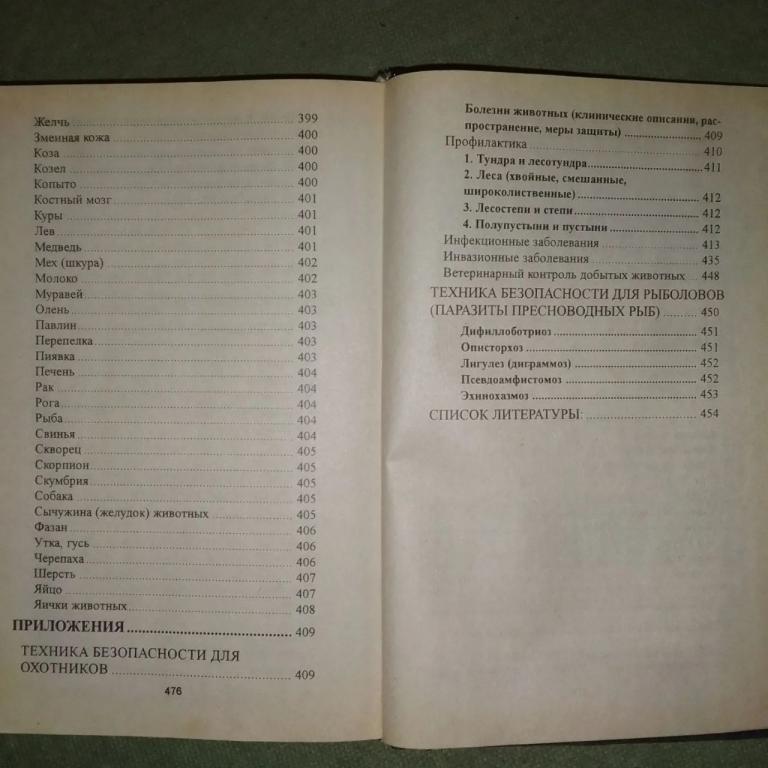 Желчь 399
Змеиная кожа 400
Коза 400
Козел 400
Копыто 400
Костный мозг 401
Куры 401
Лев 401
Медведь 401
Мех (шкура) 402
Молоко 402
Муравей 403
Олень 403
Павлин 403
Перепелка 403
Пиявка 403
Печень 404
Рак 404
Рога 404
Рыба 404
Свинья 404
Скворец 405
Скорпион 405
Скумбрия 405
Собака 405
Сычужина (желудок) животных 405
Фазан 406
Утка, гусь 406
Черепаха 406
Шерсть 407
Яйцо 407
Яички животных 408
ПРИЛОЖЕНИЯ 409
ТЕХНИКА БЕЗОПАСНОСТИ ДЛЯ
ОХОТНИКОВ 409
476
Болезни животных (клинические описания, рас-
пространение, меры защиты) 409
Профилактика 410
1. Тундра и лесотундра 411
2. Леса (хвойные, смешанные,
широколиственные) 412
3. Лесостепи и степи 412
4. Полупустыни и пустыни 412
Инфекционные заболевания 413
Инвазионные заболевания 435
Ветеринарный контроль добытых животных 448
ТЕХНИКА БЕЗОПАСНОСТИ ДЛЯ РЫБОЛОВОВ
(ПАРАЗИТЫ ПРЕСНОВОДНЫХ РЫБ) 450
Дифиллоботриоз 451
Описторхоз 451
Лигулез (диграммоз) 452
Псевдоамфистомоз 452
Эхинохазмоз 453
СПИСОК ЛИТЕРАТУРЫ: 454